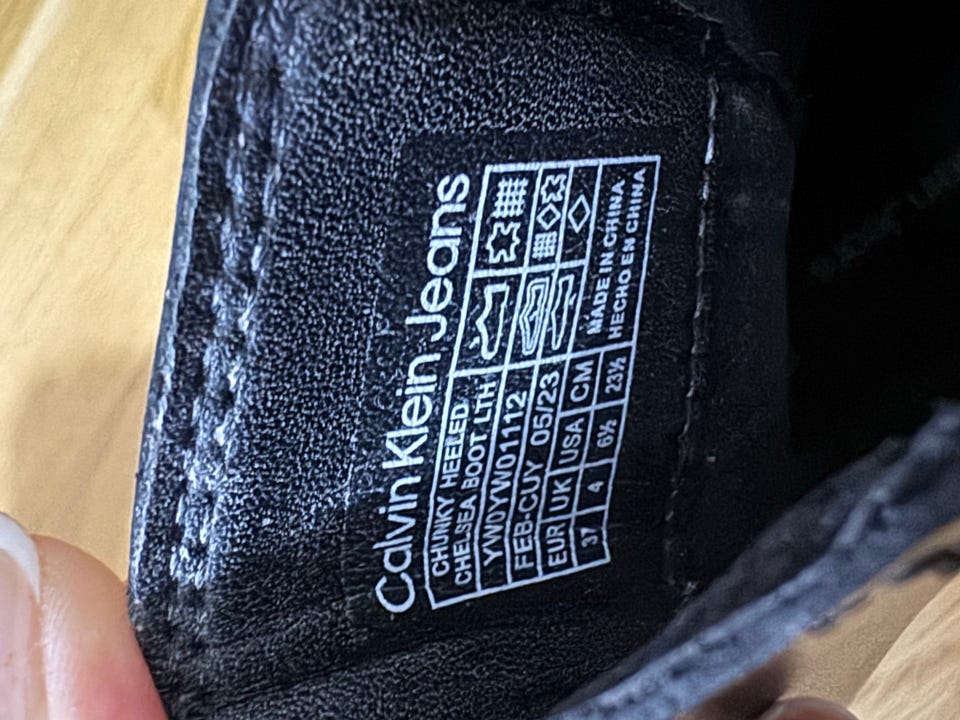 Calvin Klein Jeans
CHUNKY HEELED
CHELSEA BOOT LTH
YW0YW01112
FEB-CUY 05/23
EUR UK USA CM
37 4 6½ 23½
MADE IN CHINA.
HECHO EN CHINA